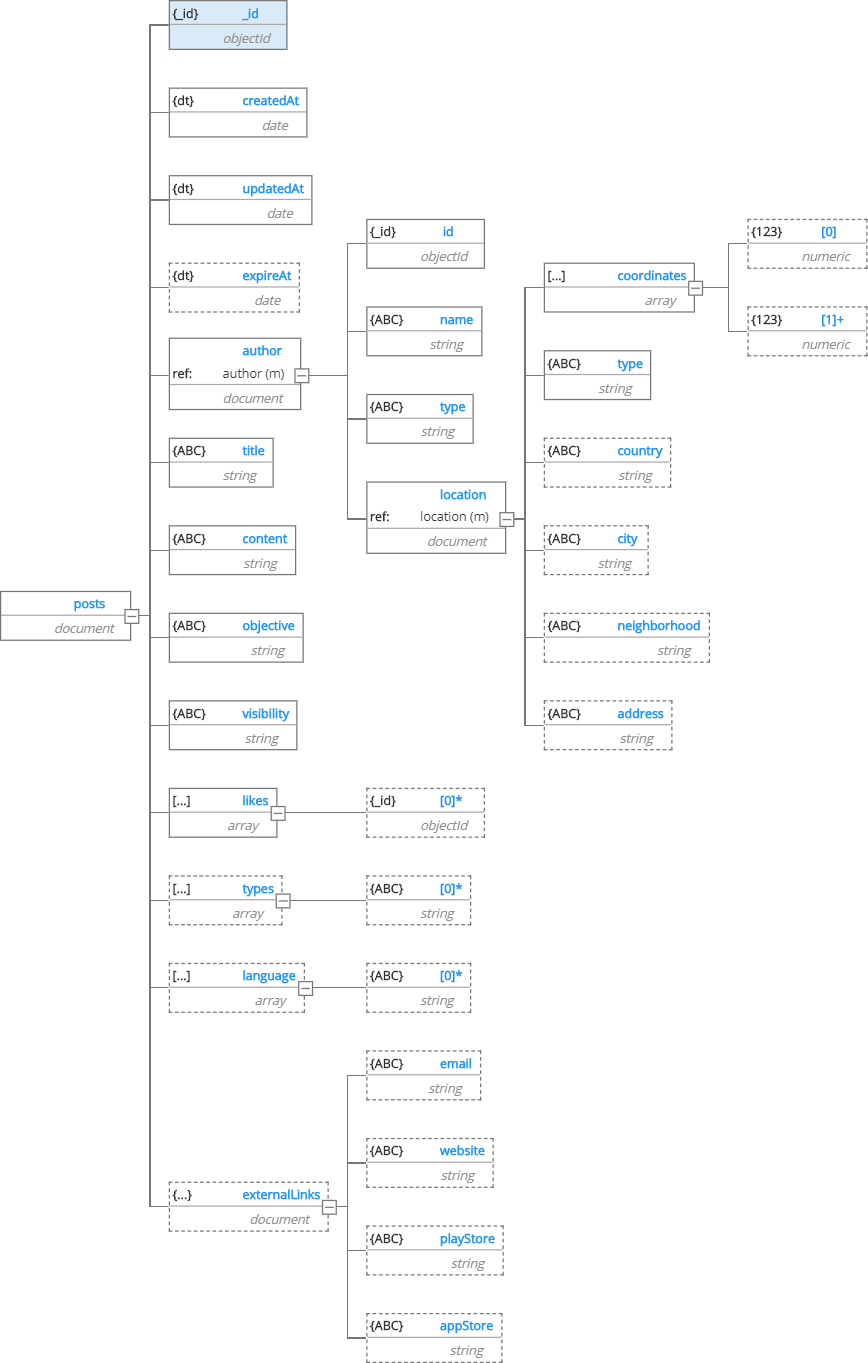 {_id} _id
objectId
{dt} createdAt
date
{dt} updatedAt
date
{dt} expireAt
date
author
ref: author (m)
document
{ABC} title
string
{ABC} content
string
posts
document
{ABC} objective
string
{ABC} visibility
string
[...] likes
array
{_id} [0]*
objectId
[...] types
array
{ABC} [0]*
string
[...] language
array
{ABC} [0]*
string
{...} externalLinks
document
{_id} id
objectId
{ABC} name
string
{ABC} type
string
location
ref: location (m)
document
[...] coordinates
array
{123} [0]
numeric
{123} [1]+
numeric
{ABC} type
string
{ABC} country
string
{ABC} city
string
{ABC} neighborhood
string
{ABC} address
string
{ABC} email
string
{ABC} website
string
{ABC} playStore
string
{ABC} appStore
string